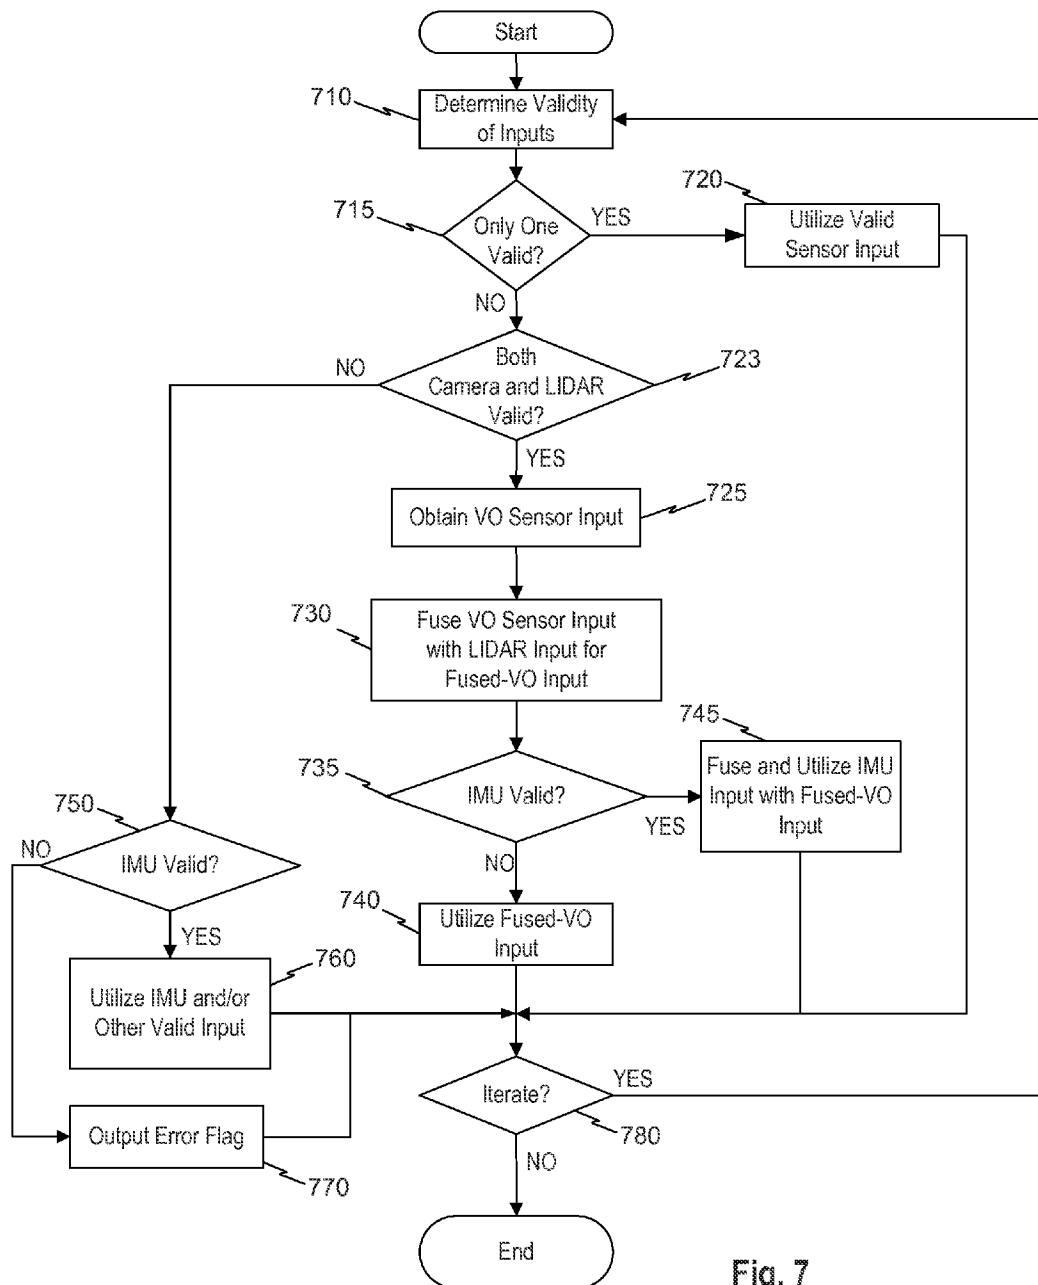 Start
710
Determine Validity
of Inputs
720
715
Only One
Valid?
YES
Utilize Valid
Sensor Input
NO
Both
Camera and LIDAR
Valid?
NO
723
YES
725
Obtain VO Sensor Input
730
Fuse VO Sensor Input
with LIDAR Input for
Fused-VO Input
745
735
IMU Valid?
YES
Fuse and Utilize IMU
Input with Fused-VO
Input
750
NO
IMU Valid?
NO
740
Utilize Fused-VO
Input
YES
760
Utilize IMU and/or
Other Valid Input
Iterate?
YES
780
Output Error Flag
770
NO
End
Fig. 7